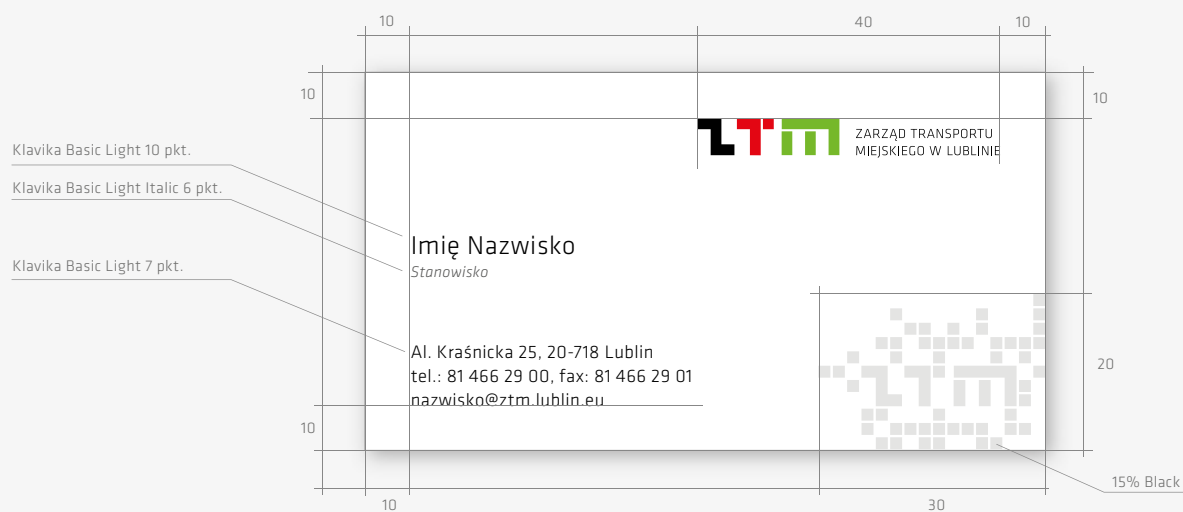 10 40 10
10 10
ztm ZARZĄD TRANSPORTU
MIEJSKIEGO W LUBLINIE
Klavika Basic Light 10 pkt.
Klavika Basic Light Italic 6 pkt.
Imię Nazwisko
Stanowisko
Klavika Basic Light 7 pkt.
Al. Kraśnicka 25, 20-718 Lublin
tel.: 81 466 29 00, fax: 81 466 29 01
nazwisko@ztm.lublin.eu
ztm
20
10
15% Black
10 30